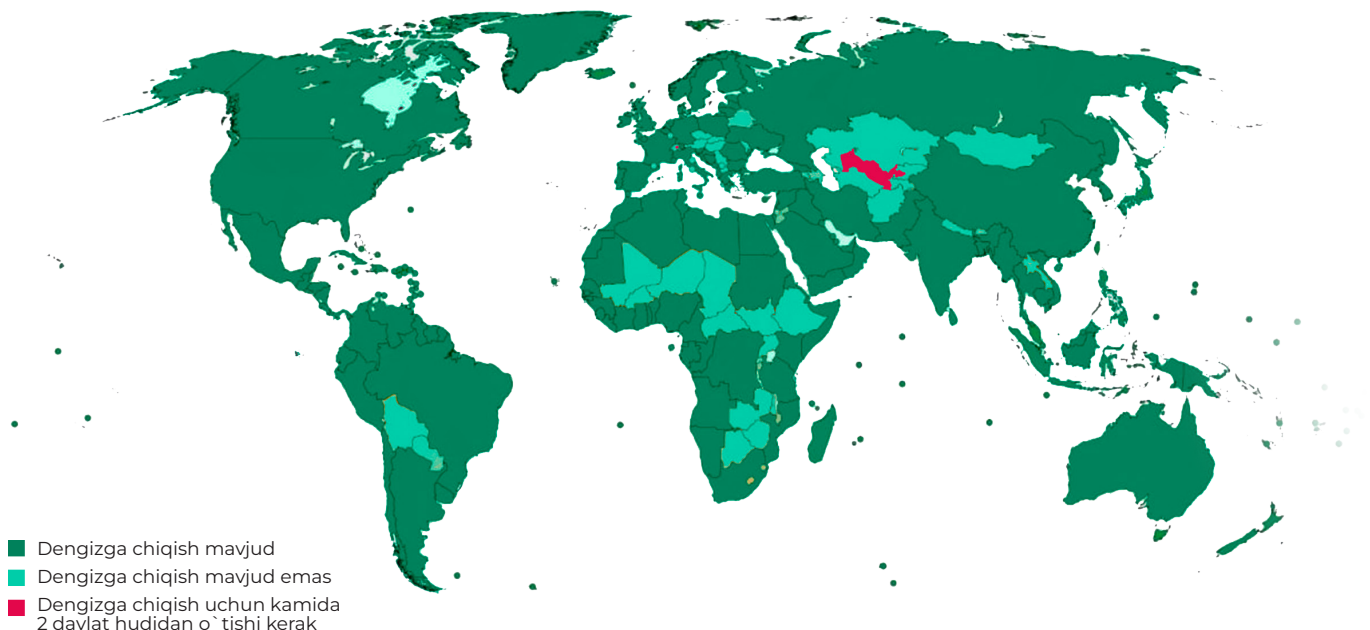 Dengizga chiqish mavjud
Dengizga chiqish mavjud emas
Dengizga chiqish uchun kamida
2 davlat hudidan o`tishi kerak